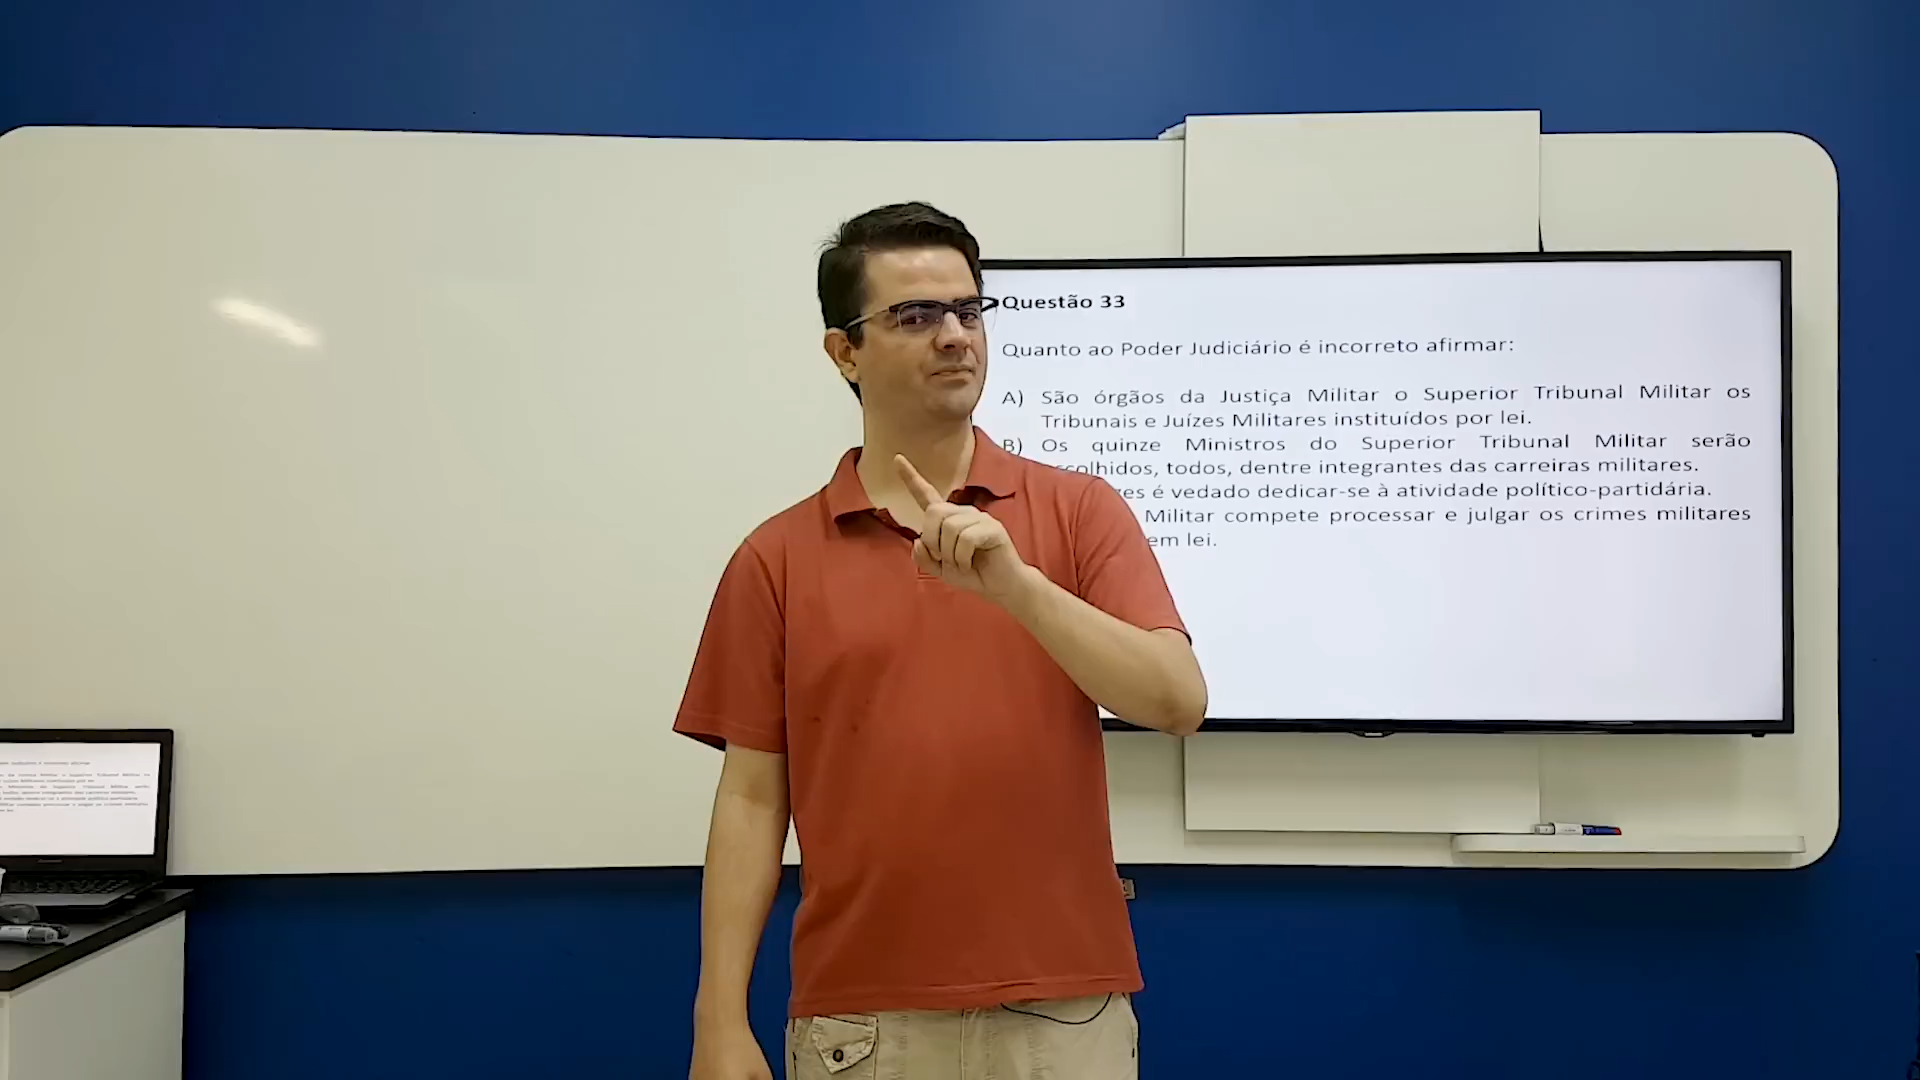 Questão 33
Quanto ao Poder Judiciário é incorreto afirmar:
A) São órgãos da Justiça Militar o Superior Tribunal Militar os
Tribunais e Juízes Militares instituídos por lei.
B) Os quinze Ministros do Superior Tribunal Militar serão
scolhidos, todos, dentre integrantes das carreiras militares.
zes é vedado dedicar-se à atividade político-partidária.
Militar compete processar e julgar os crimes militares
em lei.